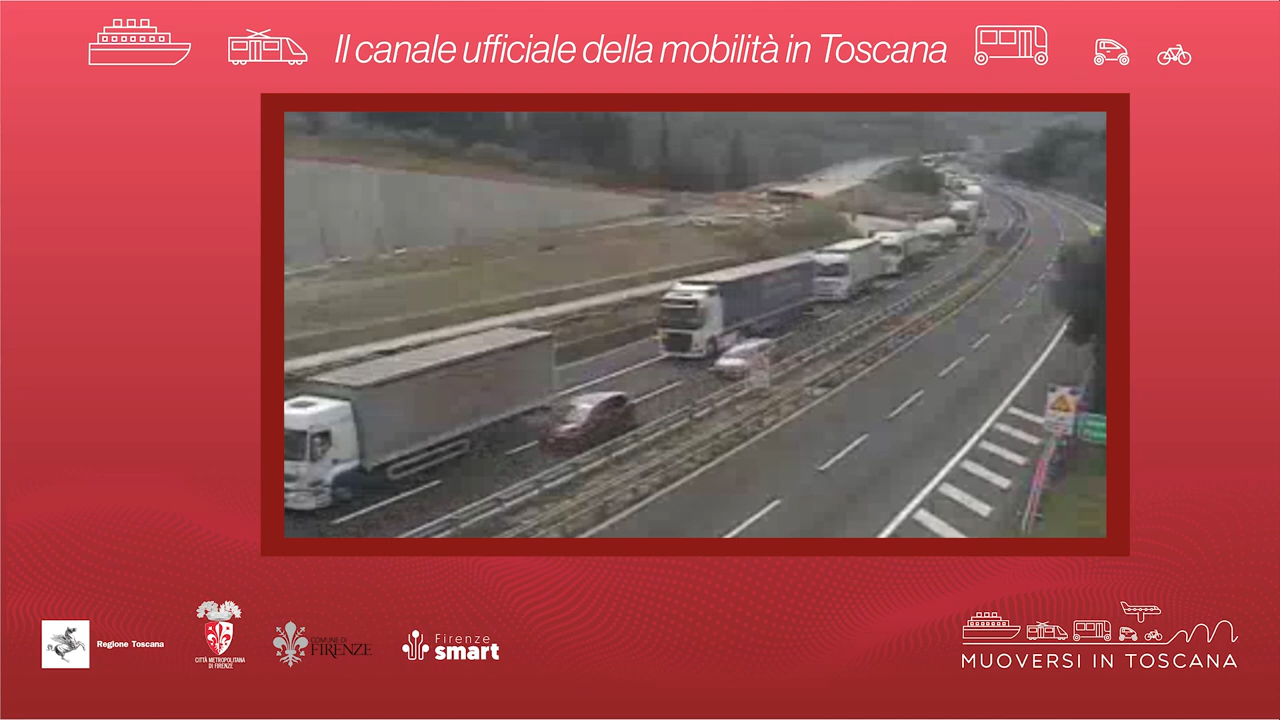 Il canale ufficiale della mobilità in Toscana
Regione Toscana
CITTÀ METROPOLITANA
DI FIRENZE
COMUNE DI
FIRENZE
Firenze
smart
MUOVERSI IN TOSCANA